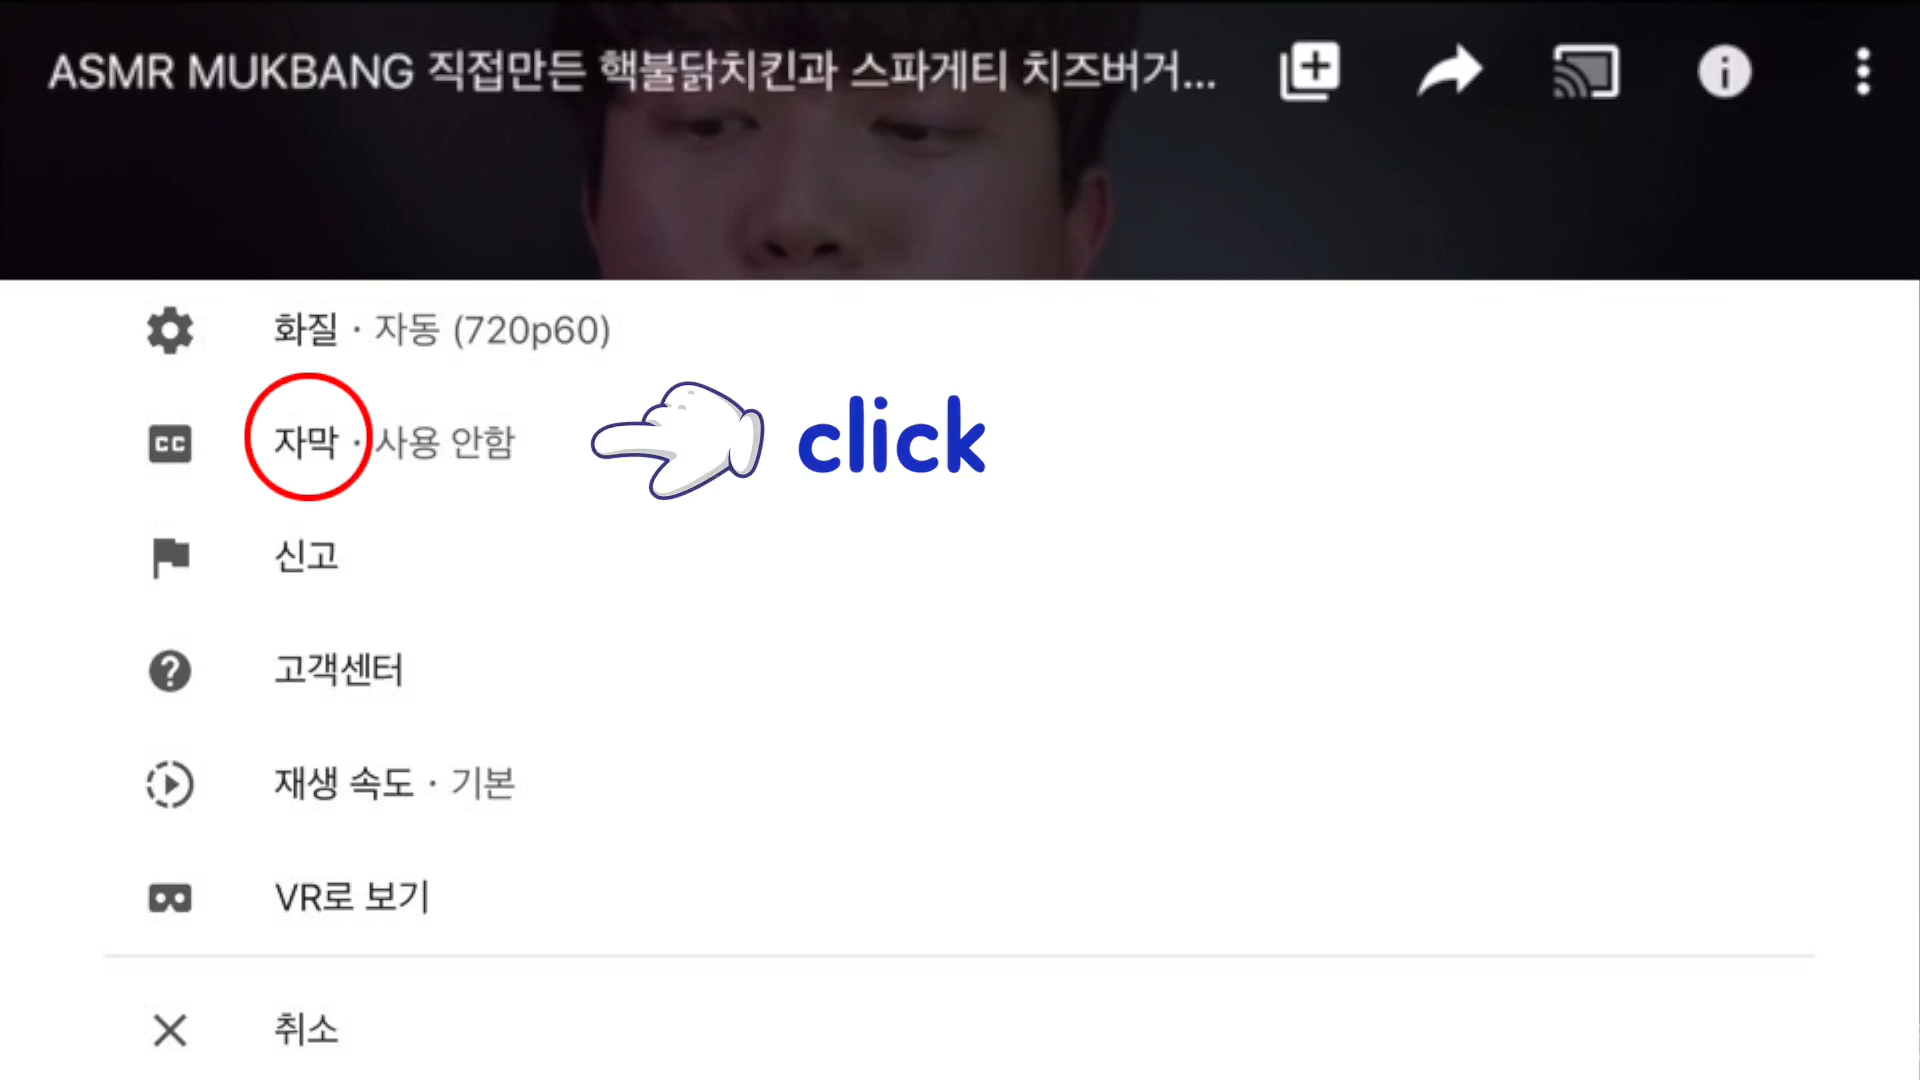 ASMR MUKBANG 직접만든 핵불닭치킨과 스파게티 치즈버거...
화질 · 자동 (720p60)
CC 자막 · 사용 안함 click
신고
고객센터
재생 속도 · 기본
VR로 보기
취소